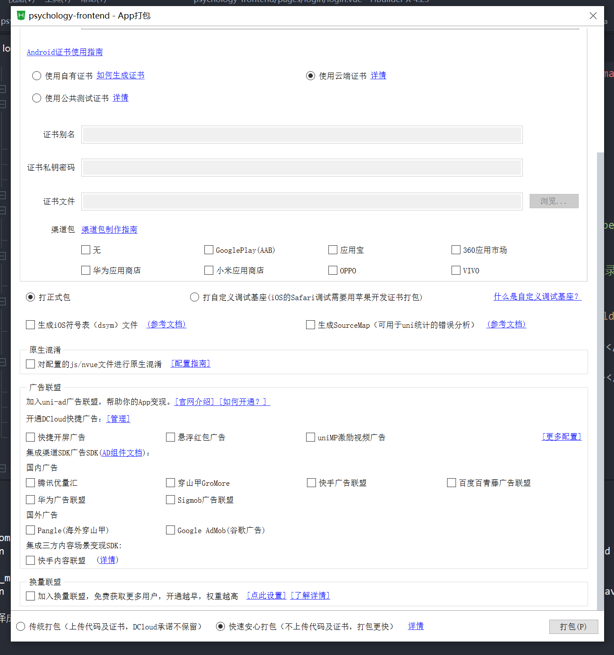 psychology-frontend - App打包
Android证书使用指南
使用自有证书 如何生成证书 使用云端证书 详情
使用公共测试证书 详情
证书别名
证书私钥密码
证书文件 浏览...
渠道包 渠道包制作指南
无 GooglePlay(AAB) 应用宝 360应用市场
华为应用商店 小米应用商店 OPPO VIVO
打正式包 打自定义调试基座(iOS的Safari调试需要用苹果开发证书打包) 什么是自定义调试基座?
生成iOS符号表（dsym）文件 (参考文档) 生成SourceMap（可用于uni统计的错误分析） (参考文档)
原生混淆
对配置的js/nvue文件进行原生混淆 [配置指南]
广告联盟
加入uni-ad广告联盟，帮助你的App变现。[官网介绍] [如何开通？]
开通DCloud快捷广告: [管理]
快捷开屏广告 悬浮红包广告 uniMP激励视频广告 [更多配置]
集成渠道SDK广告SDK(AD组件文档):
国内广告
腾讯优量汇 穿山甲GroMore 快手广告联盟 百度百青藤广告联盟
华为广告联盟 Sigmob广告联盟
国外广告
Pangle(海外穿山甲) Google AdMob(谷歌广告)
集成三方内容场景变现SDK:
快手内容联盟 (详情)
换量联盟
加入换量联盟，免费获取更多用户，开通越早，权重越高 [点此设置] [了解详情]
传统打包（上传代码及证书，DCloud承诺不保留） 快速安心打包（不上传代码及证书，打包更快） 详情 打包(P)